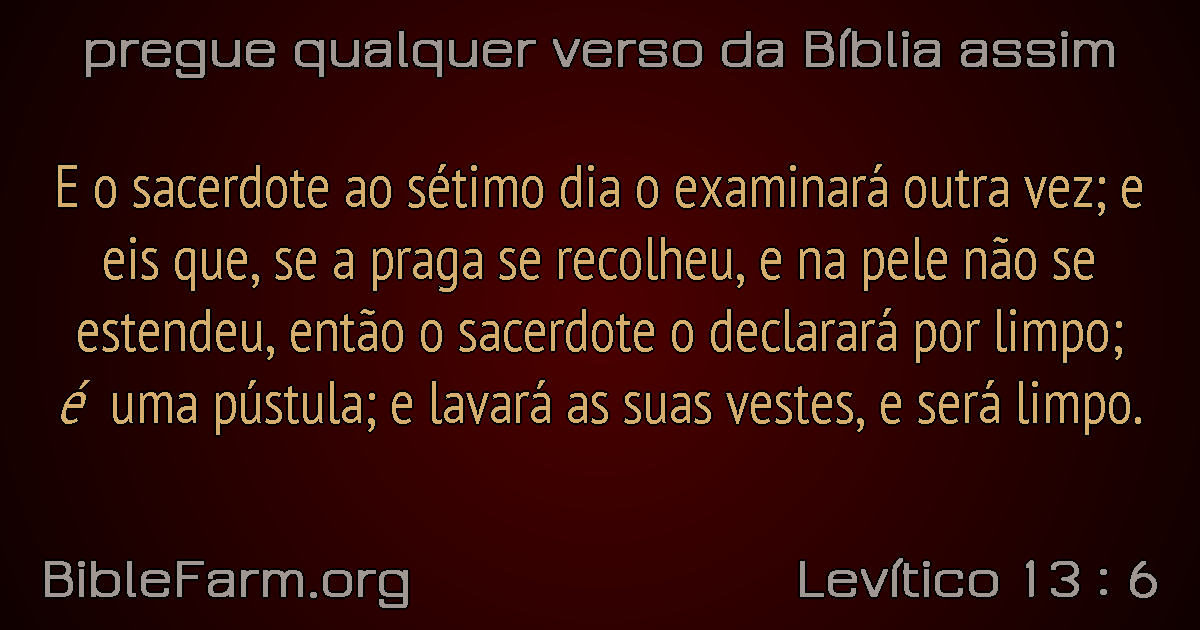 pregue qualquer verso da Bíblia assim
E o sacerdote ao sétimo dia o examinará outra vez; e
eis que, se a praga se recolheu, e na pele não se
estendeu, então o sacerdote o declarará por limpo;
é uma pústula; e lavará as suas vestes, e será limpo.
BibleFarm.org
Levítico 13 : 6